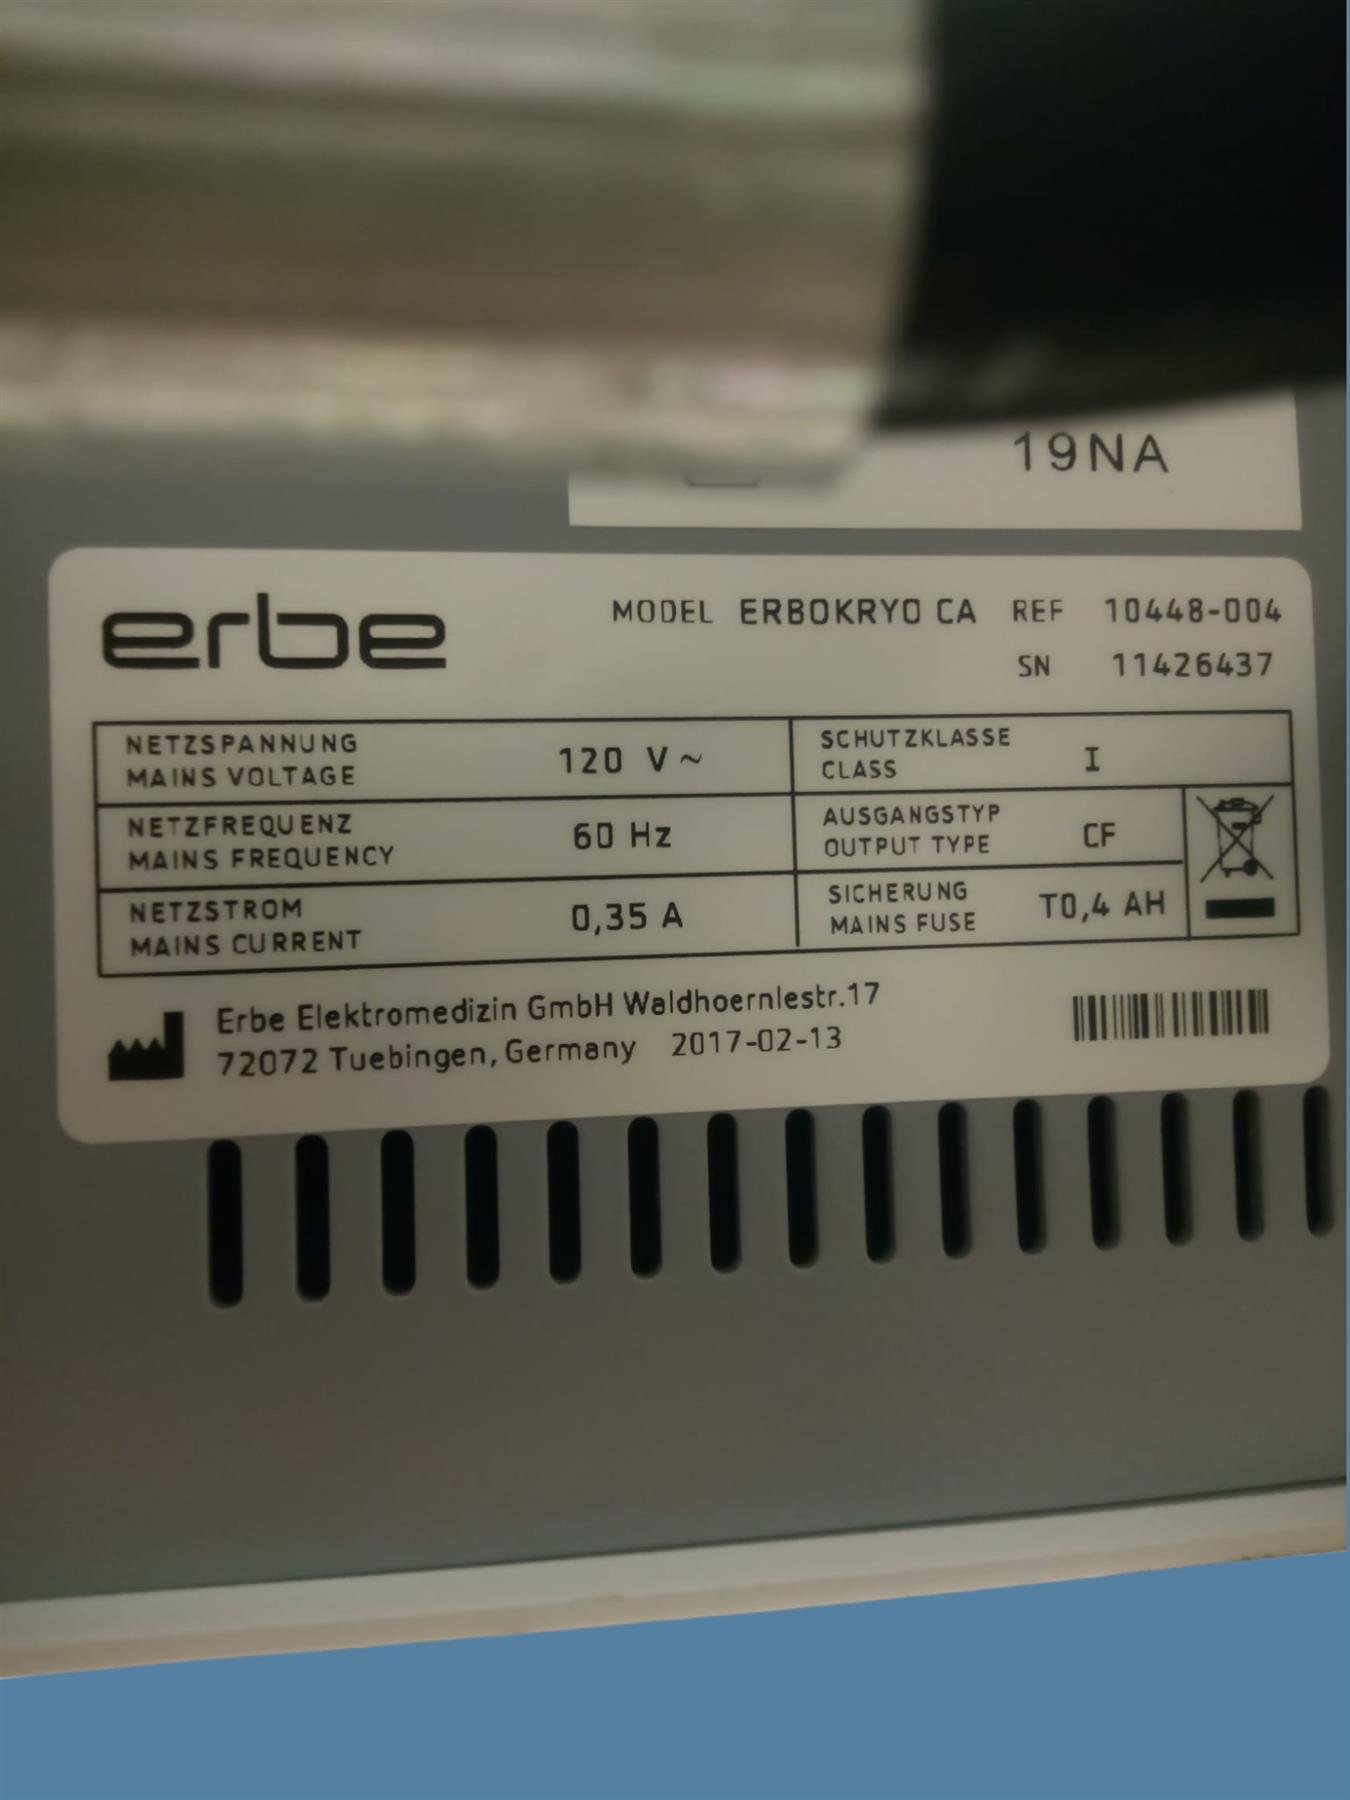 19NA
erbe
MODEL ERBOKRYO CA REF 10448-004
SN 11426437
NETZSPANNUNG
MAINS VOLTAGE
120 V ~
SCHUTZKLASSE
CLASS
I
NETZFREQUENZ
MAINS FREQUENCY
60 Hz
AUSGANGSTYP
OUTPUT TYPE
CF
NETZSTROM
MAINS CURRENT
0,35 A
SICHERUNG
MAINS FUSE
T0,4 AH
Erbe Elektromedizin GmbH Waldhoernlestr.17
72072 Tuebingen, Germany 2017-02-13